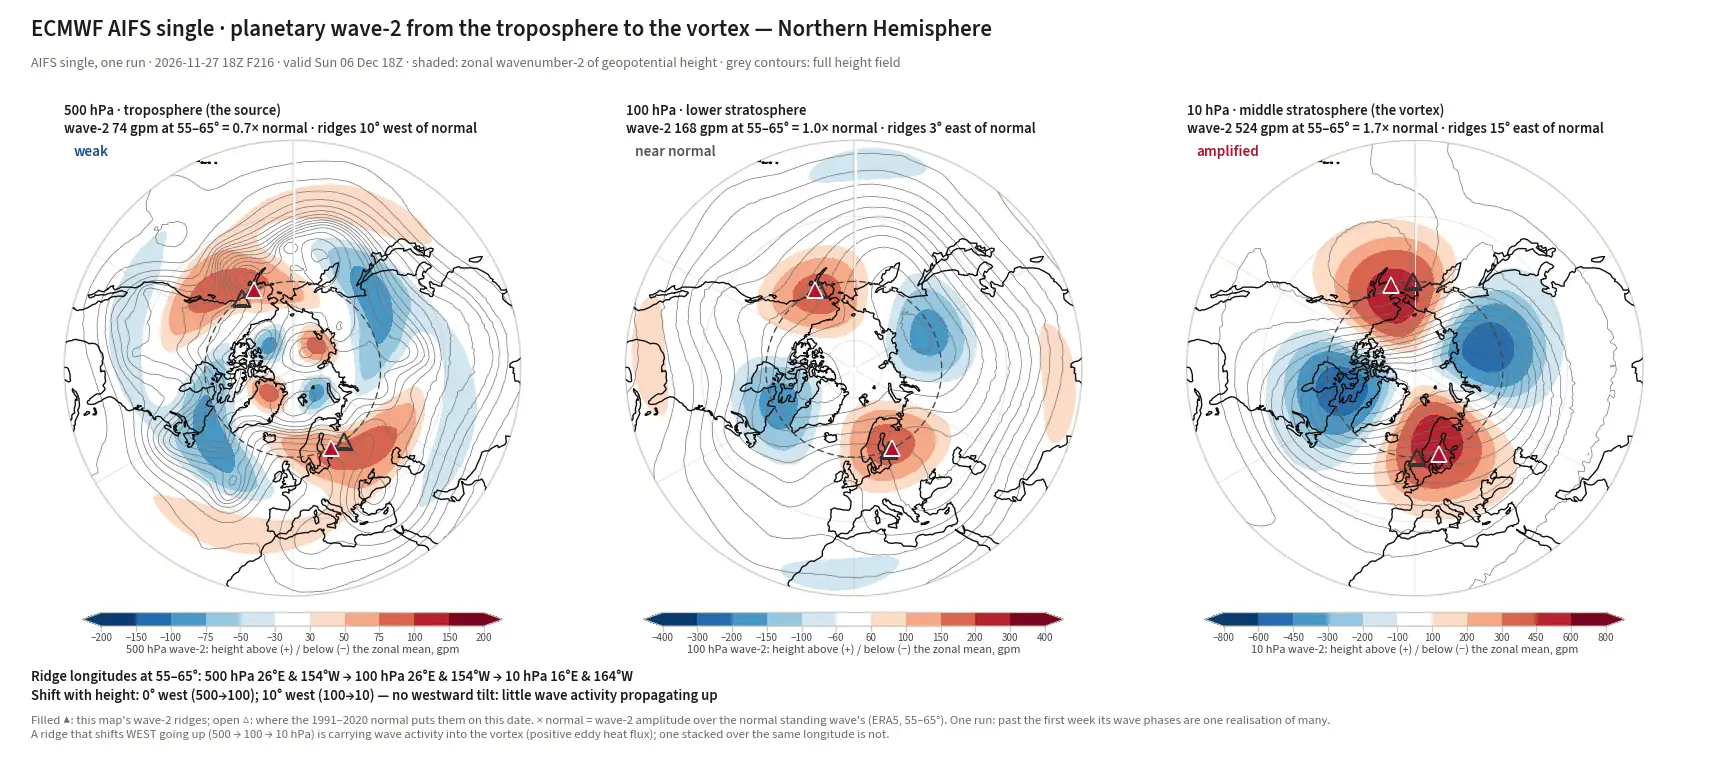 ECMWF AIFS single · planetary wave-2 from the troposphere to the vortex — Northern Hemisphere
AIFS single, one run · 2026-11-27 18Z F216 · valid Sun 06 Dec 18Z · shaded: zonal wavenumber-2 of geopotential height · grey contours: full height field
500 hPa · troposphere (the source)
wave-2 74 gpm at 55–65° = 0.7× normal · ridges 10° west of normal
weak
100 hPa · lower stratosphere
wave-2 168 gpm at 55–65° = 1.0× normal · ridges 3° east of normal
near normal
10 hPa · middle stratosphere (the vortex)
wave-2 524 gpm at 55–65° = 1.7× normal · ridges 15° east of normal
amplified
−200 −150 −100 −75 −50 −30 30 50 75 100 150 200
500 hPa wave-2: height above (+) / below (−) the zonal mean, gpm
−400 −300 −200 −150 −100 −60 60 100 150 200 300 400
100 hPa wave-2: height above (+) / below (−) the zonal mean, gpm
−800 −600 −450 −300 −200 −100 100 200 300 450 600 800
10 hPa wave-2: height above (+) / below (−) the zonal mean, gpm
Ridge longitudes at 55–65°: 500 hPa 26°E & 154°W → 100 hPa 26°E & 154°W → 10 hPa 16°E & 164°W
Shift with height: 0° west (500→100); 10° west (100→10) — no westward tilt: little wave activity propagating up
Filled ▲: this map's wave-2 ridges; open △: where the 1991–2020 normal puts them on this date. × normal = wave-2 amplitude over the normal standing wave's (ERA5, 55–65°). One run: past the first week its wave phases are one realisation of many.
A ridge that shifts WEST going up (500 → 100 → 10 hPa) is carrying wave activity into the vortex (positive eddy heat flux); one stacked over the same longitude is not.